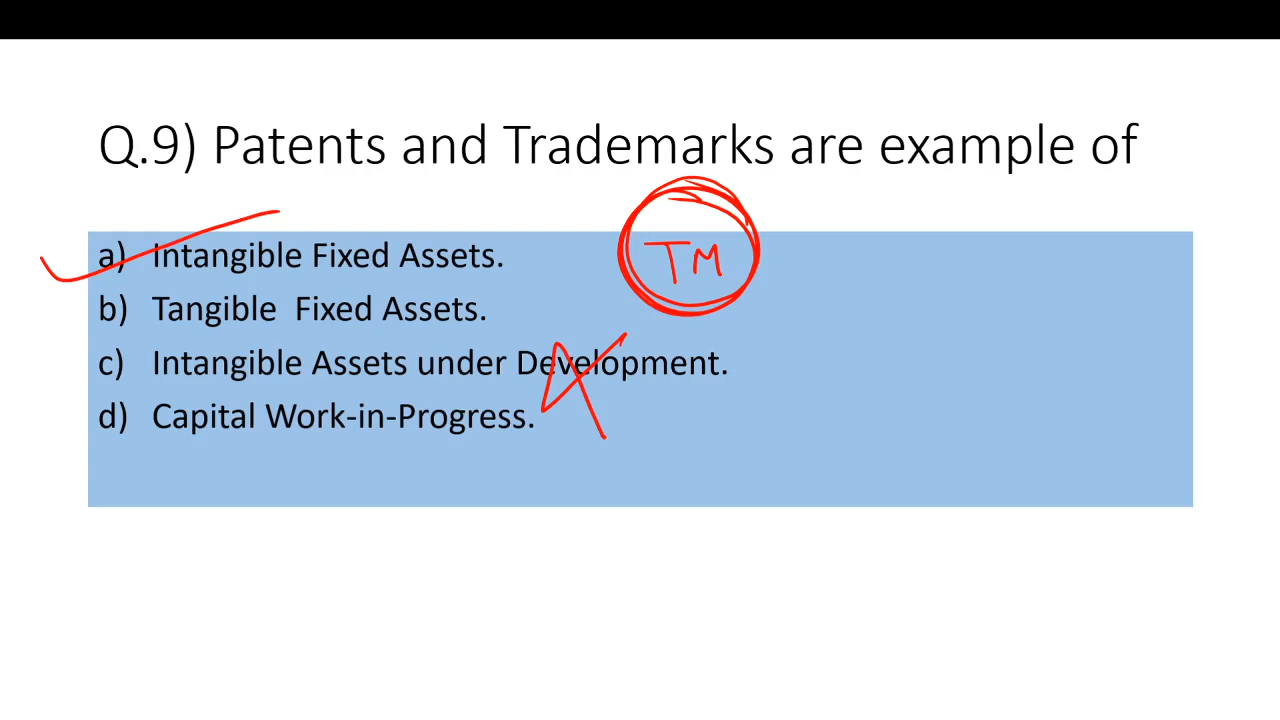 Q.9) Patents and Trademarks are example of
a) Intangible Fixed Assets.
TM
b) Tangible Fixed Assets.
c) Intangible Assets under Development.
d) Capital Work-in-Progress.